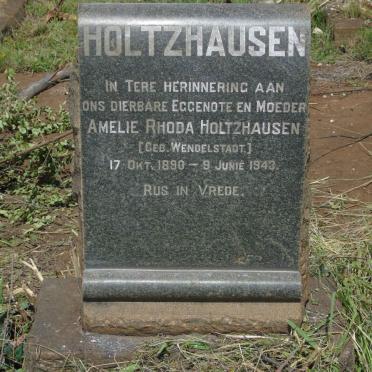 HOLTZHAUSEN
IN TERE HERINNERING AAN
ONS DIERBARE EGGENOTE EN MOEDER
AMELIE RHODA HOLTZHAUSEN
[GEB. WENDELSTADT.]
17 OKT. 1890 – 9 JUNIE 1943.
RUS IN VREDE.